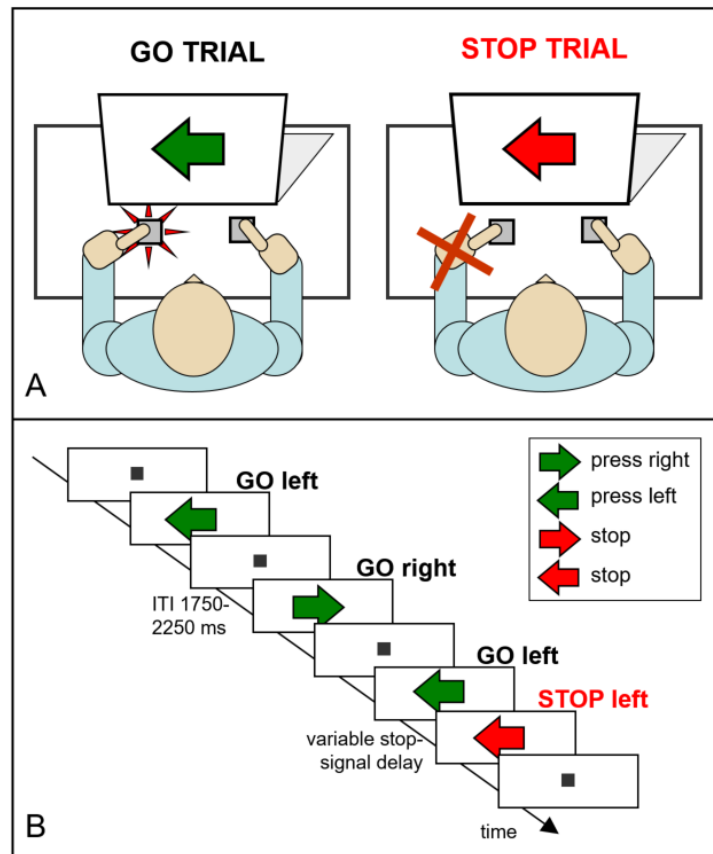 GO TRIAL
STOP TRIAL
A
GO left
GO right
ITI 1750-
2250 ms
GO left
STOP left
variable stop-
signal delay
time
press right
press left
stop
stop
B